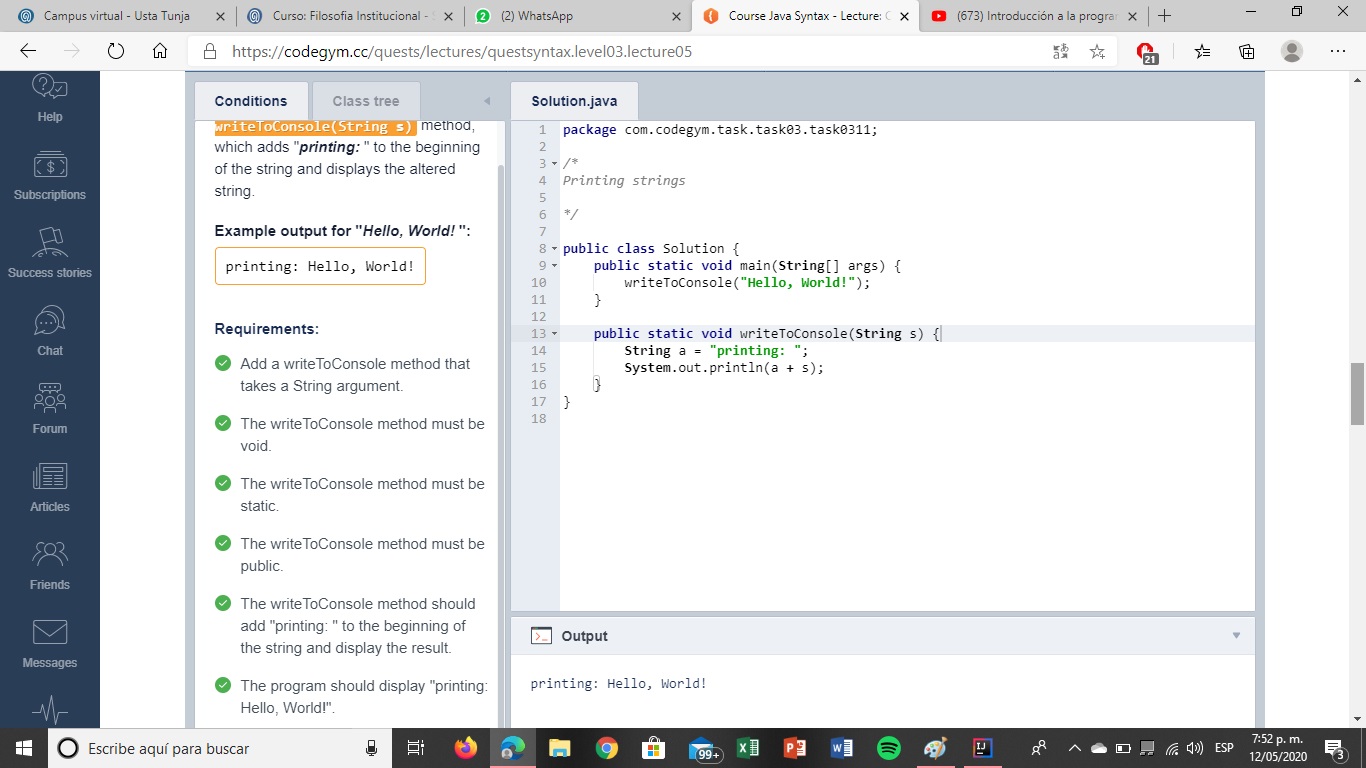 Campus virtual - Usta Tunja
Curso: Filosofia Institucional -
(2) WhatsApp
Course Java Syntax - Lecture: C
(673) Introducción a la progra
https://codegym.cc/quests/lectures/questsyntax.level03.lecture05
21
Help
Subscriptions
Success stories
Chat
Forum
Articles
Friends
Messages
Conditions
Class tree
writeToConsole(String s) method,
which adds "printing: " to the beginning
of the string and displays the altered
string.
Example output for "Hello, World! ":
printing: Hello, World!
Requirements:
Add a writeToConsole method that
takes a String argument.
The writeToConsole method must be
void.
The writeToConsole method must be
static.
The writeToConsole method must be
public.
The writeToConsole method should
add "printing: " to the beginning of
the string and display the result.
The program should display "printing:
Hello, World!".
Solution.java
1 package com.codegym.task.task03.task0311;
2
3 /*
4 Printing strings
5
6 */
7
8 public class Solution {
9 public static void main(String[] args) {
10 writeToConsole("Hello, World!");
11 }
12
13 public static void writeToConsole(String s) {
14 String a = "printing: ";
15 System.out.println(a + s);
16 }
17 }
18
Output
printing: Hello, World!
Escribe aquí para buscar
99+
ESP
7:52 p. m.
12/05/2020
3